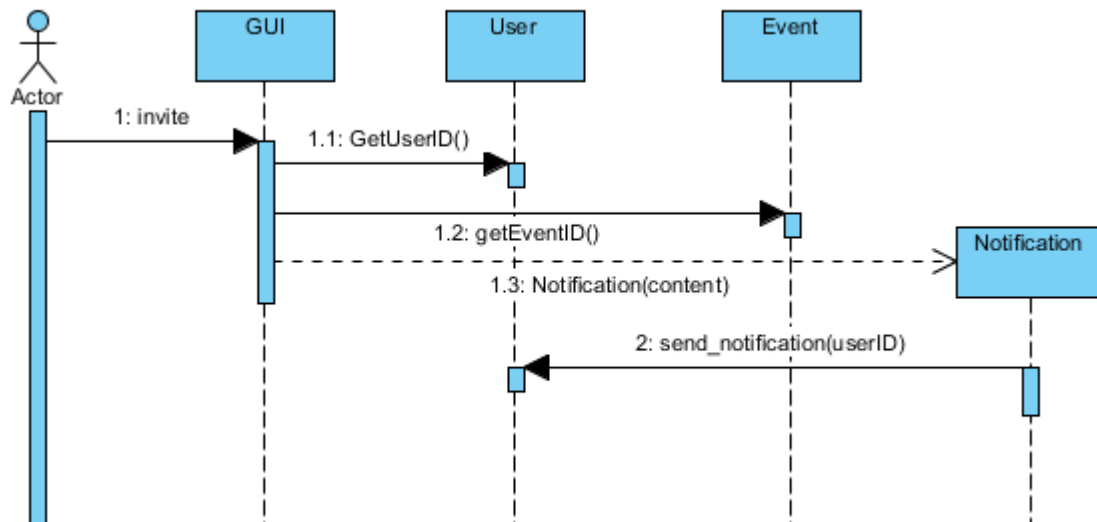 GUI
User
Event
Actor
1: invite
1.1: GetUserID()
1.2: getEventID()
Notification
1.3: Notification(content)
2: send_notification(userID)